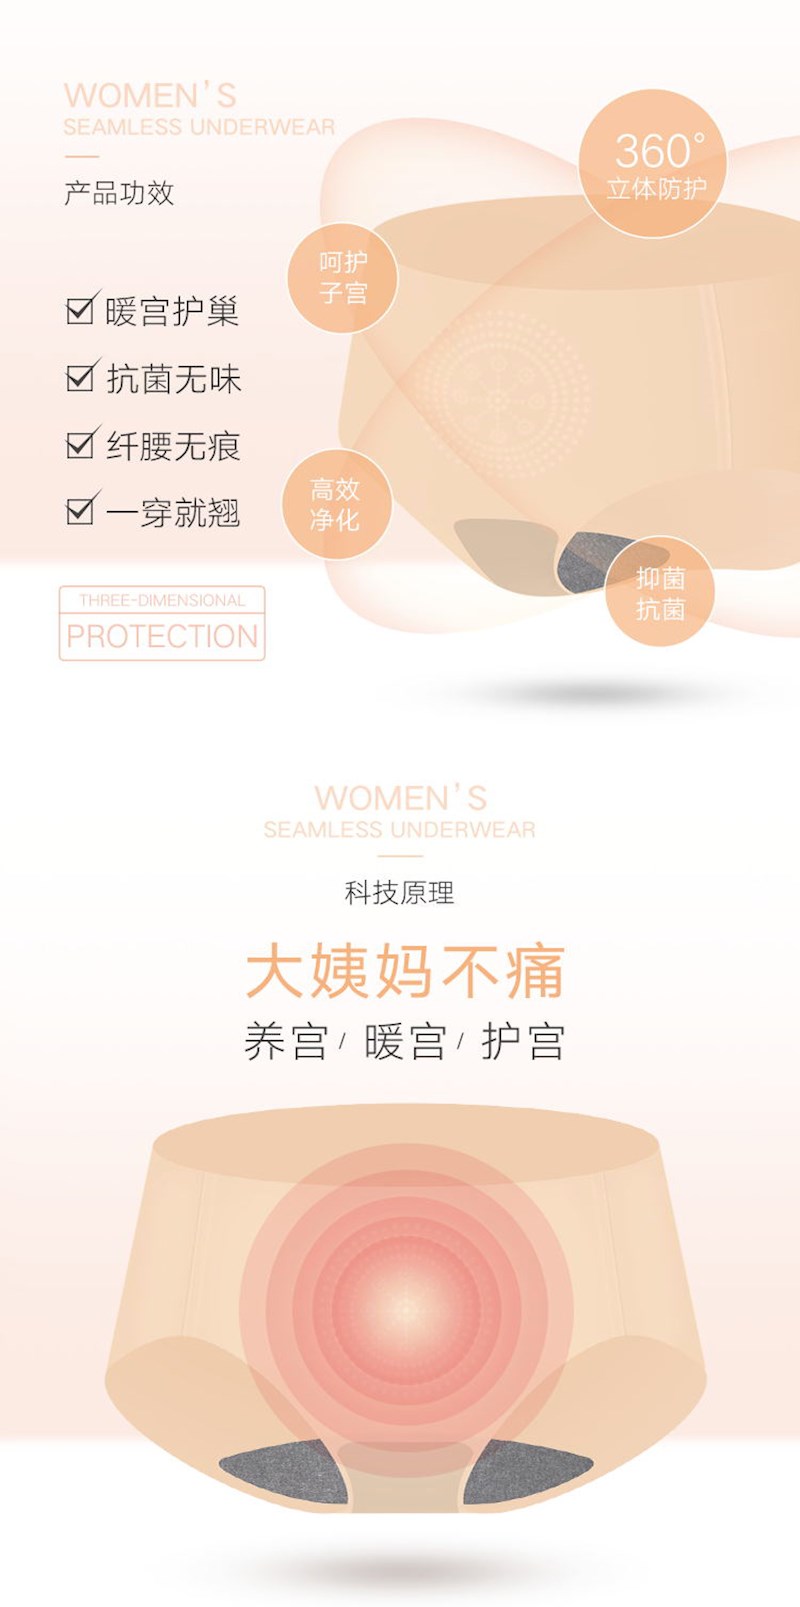 WOMEN'S
SEAMLESS UNDERWEAR
产品功效
360°
立体防护
呵护
子宫
暖宫护巢
抗菌无味
纤腰无痕
一穿就翘
高效
净化
抑菌
抗菌
THREE-DIMENSIONAL
PROTECTION
WOMEN'S
SEAMLESS UNDERWEAR
科技原理
大姨妈不痛
养宫/ 暖宫/ 护宫